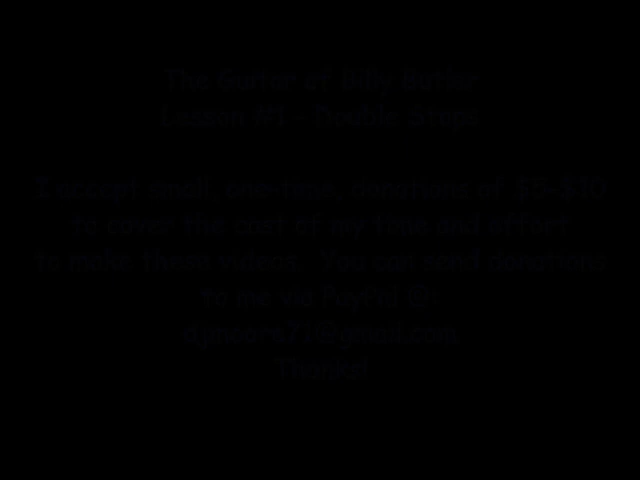 The Guitar of Billy Butler
Lesson #1 - Double Stops
I accept small, one-time, donations of $5-$10
to cover the cost of my time and effort
to make these videos. You can send donations
to me via PayPal ID:
Thanks!